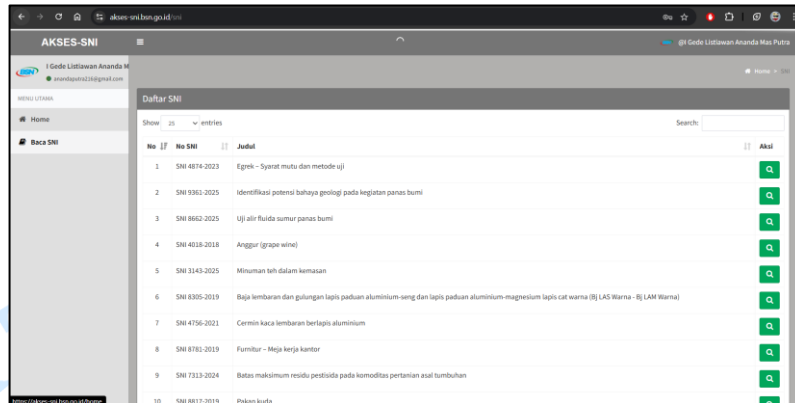 akses-sni.bsn.go.id/sni
AKSES-SNI
@I Gede Listiawan Ananda Mas Putra
BSN
I Gede Listiawan Ananda M
anandaputra216@gmail.com
Home > SNI
MENU UTAMA
Home
Baca SNI
Daftar SNI
Show 25 entries
Search:
No No SNI Judul Aksi
1 SNI 4874-2023 Egrek – Syarat mutu dan metode uji
2 SNI 9361-2025 Identifikasi potensi bahaya geologi pada kegiatan panas bumi
3 SNI 8662-2025 Uji alir fluida sumur panas bumi
4 SNI 4018-2018 Anggur (grape wine)
5 SNI 3143-2025 Minuman teh dalam kemasan
6 SNI 8305-2019 Baja lembaran dan gulungan lapis paduan aluminium-seng dan lapis paduan aluminium-magnesium lapis cat warna (Bj LAS Warna - Bj LAM Warna)
7 SNI 4756-2021 Cermin kaca lembaran berlapis aluminium
8 SNI 8781-2019 Furnitur – Meja kerja kantor
9 SNI 7313-2024 Batas maksimum residu pestisida pada komoditas pertanian asal tumbuhan
10 SNI 8817-2019 Pakan kuda
https://akses-sni.bsn.go.id/home